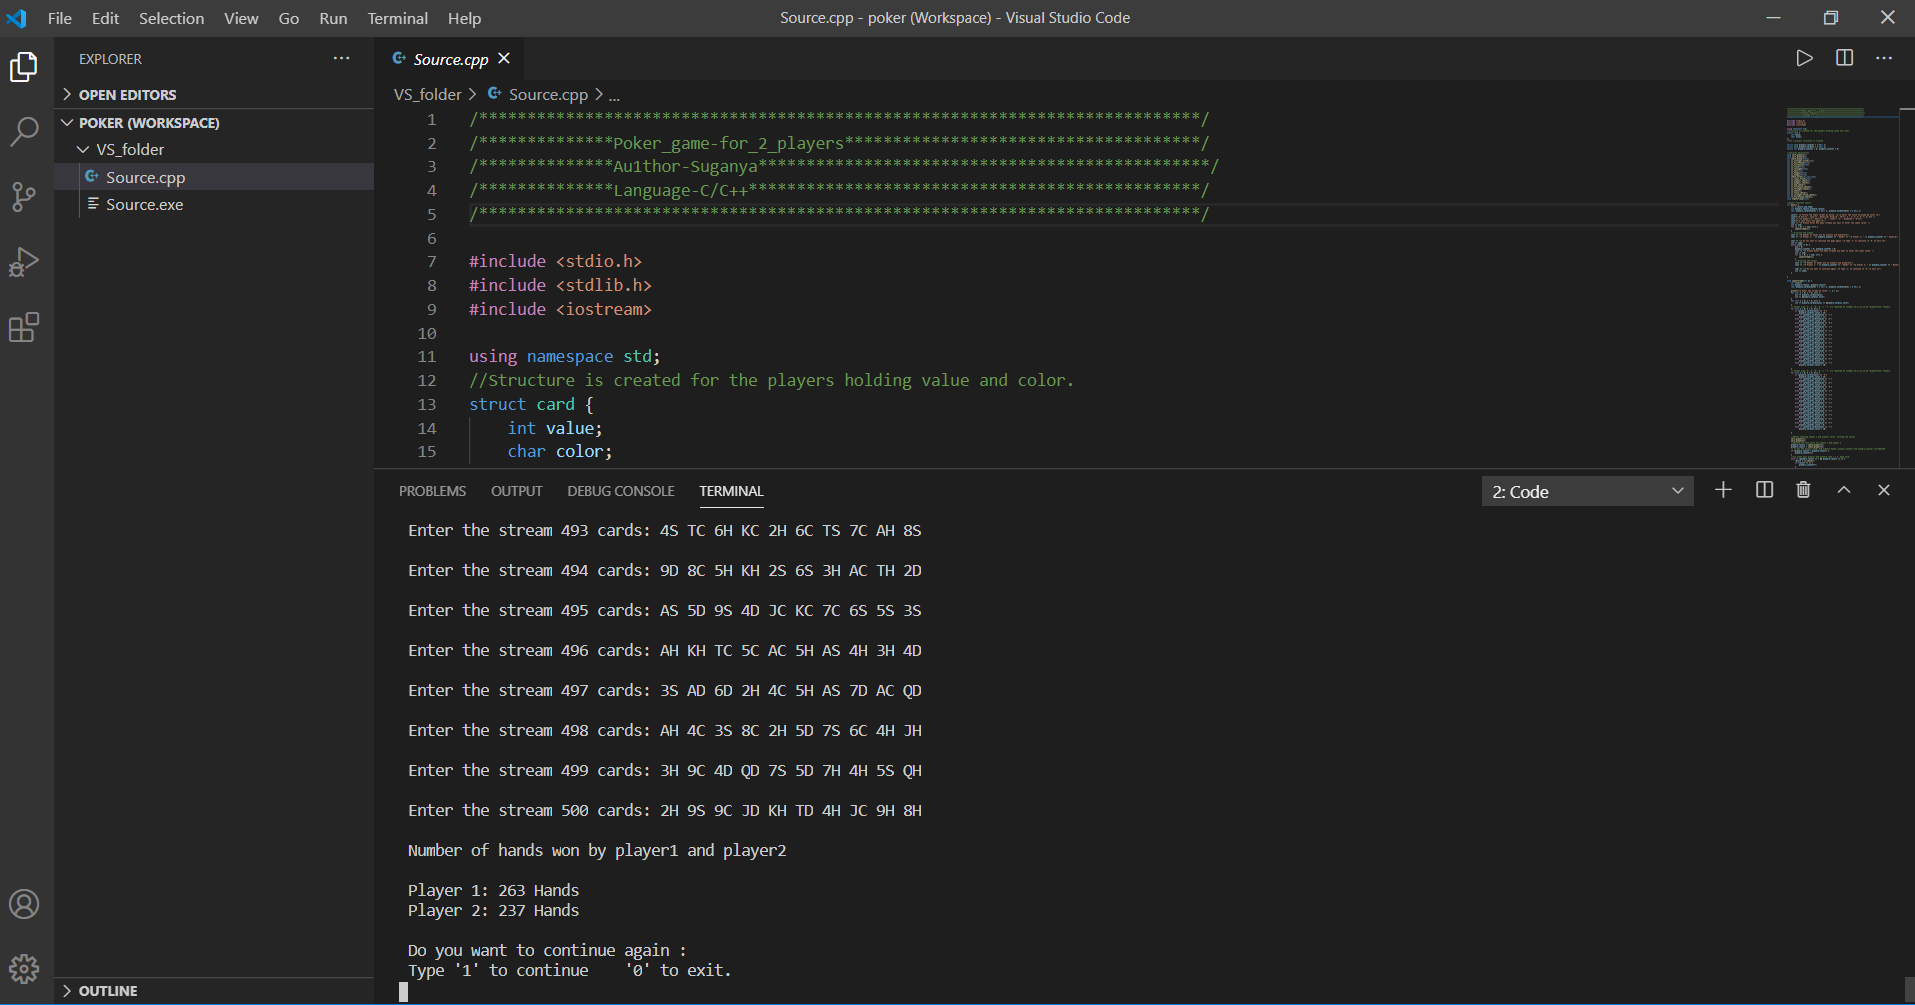 File Edit Selection View Go Run Terminal Help
Source.cpp - poker (Workspace) - Visual Studio Code
EXPLORER
OPEN EDITORS
POKER (WORKSPACE)
VS_folder
Source.cpp
Source.exe
OUTLINE
Source.cpp
VS_folder > Source.cpp > ...
1 /***************************************************************************/
2 /**************Poker_game-for_2_players*************************************/
3 /**************Au1thor-Suganya***********************************************/
4 /**************Language-C/C++***********************************************/
5 /***************************************************************************/
6
7 #include <stdio.h>
8 #include <stdlib.h>
9 #include <iostream>
10
11 using namespace std;
12 //Structure is created for the players holding value and color.
13 struct card {
14 int value;
15 char color;
PROBLEMS OUTPUT DEBUG CONSOLE TERMINAL
2: Code
Enter the stream 493 cards: 4S TC 6H KC 2H 6C TS 7C AH 8S
Enter the stream 494 cards: 9D 8C 5H KH 2S 6S 3H AC TH 2D
Enter the stream 495 cards: AS 5D 9S 4D JC KC 7C 6S 5S 3S
Enter the stream 496 cards: AH KH TC 5C AC 5H AS 4H 3H 4D
Enter the stream 497 cards: 3S AD 6D 2H 4C 5H AS 7D AC QD
Enter the stream 498 cards: AH 4C 3S 8C 2H 5D 7S 6C 4H JH
Enter the stream 499 cards: 3H 9C 4D QD 7S 5D 7H 4H 5S QH
Enter the stream 500 cards: 2H 9S 9C JD KH TD 4H JC 9H 8H
Number of hands won by player1 and player2
Player 1: 263 Hands
Player 2: 237 Hands
Do you want to continue again :
Type '1' to continue    '0' to exit.